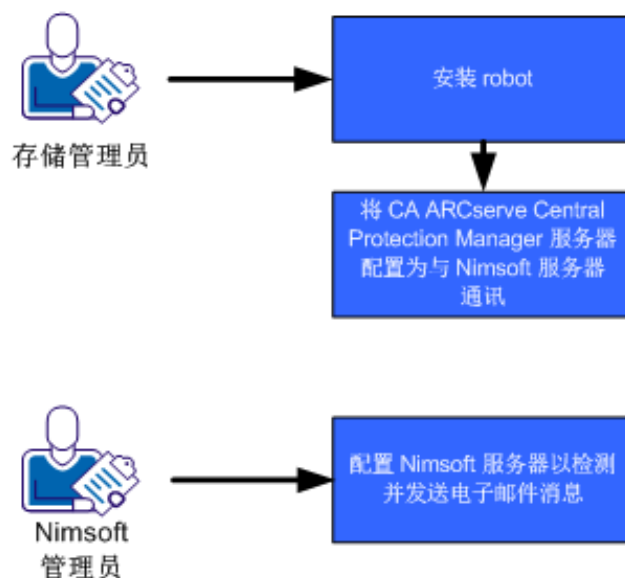 安装 robot
存储管理员
将 CA ARCserve Central
Protection Manager 服务器
配置为与 Nimsoft 服务器
通讯
配置 Nimsoft 服务器以检测
并发送电子邮件消息
Nimsoft
管理员